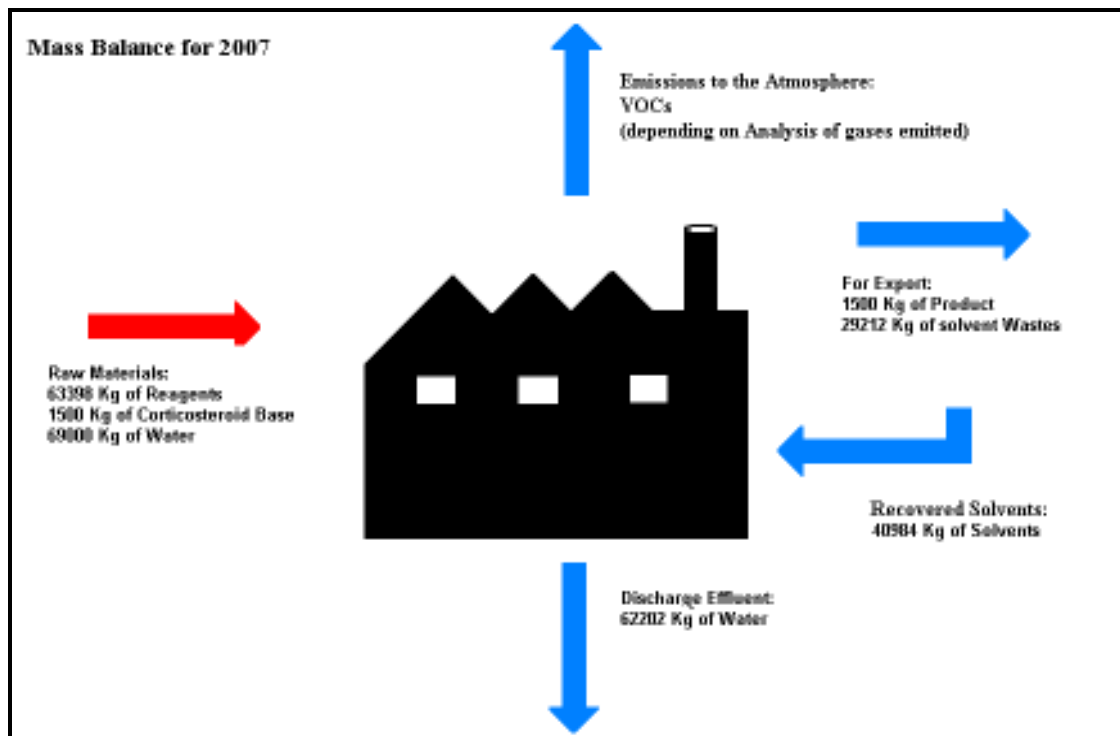 Mass Balance for 2007
Emissions to the Atmosphere:
VOCs
(depending on Analysis of gases emitted)
For Export:
1500 Kg of Product
29212 Kg of solvent Wastes
Raw Materials:
63398 Kg of Reagents
1500 Kg of Corticosteroid Base
69000 Kg of Water
Recovered Solvents:
40984 Kg of Solvents
Discharge Effluent:
62202 Kg of Water